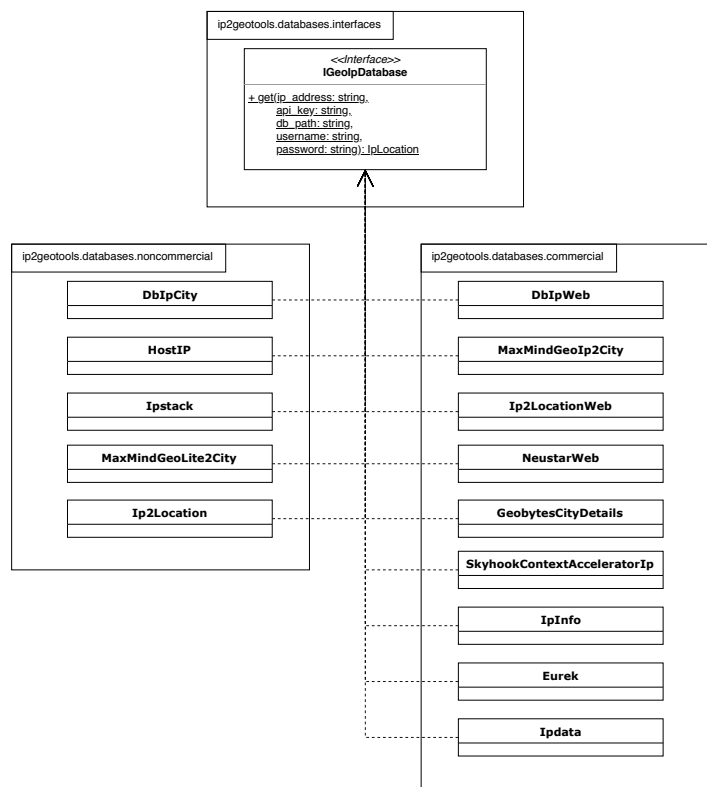 ip2geotools.databases.interfaces
<<Interface>>
IGeoIpDatabase
+ get(ip_address: string,
api_key: string,
db_path: string,
username: string,
password: string): IpLocation
ip2geotools.databases.noncommercial
DbIpCity
HostIP
Ipstack
MaxMindGeoLite2City
Ip2Location
ip2geotools.databases.commercial
DbIpWeb
MaxMindGeoIp2City
Ip2LocationWeb
NeustarWeb
GeobytesCityDetails
SkyhookContextAcceleratorIp
IpInfo
Eurek
Ipdata